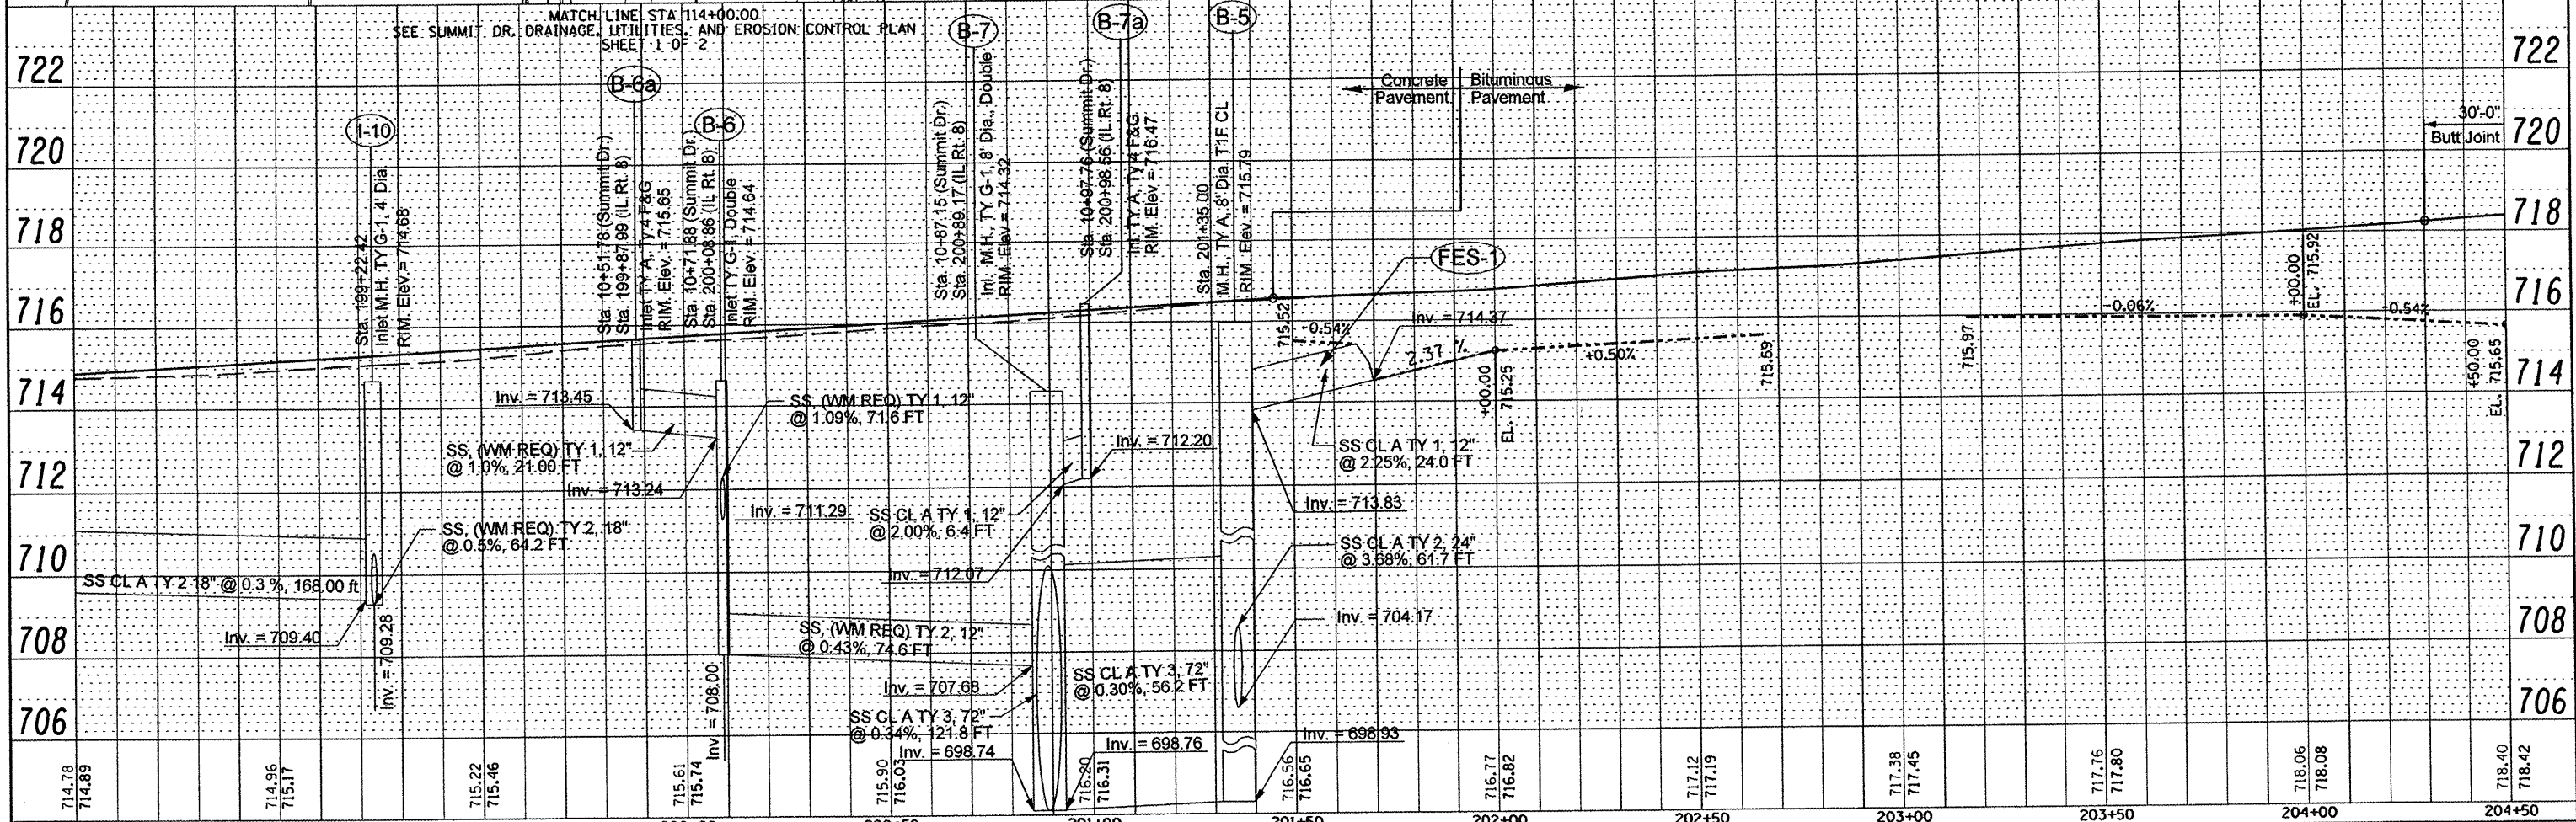 MATCH LINE STA 114+00.00
SEE SUMMIT DR. DRAINAGE, UTILITIES, AND EROSION CONTROL PLAN
SHEET 1 OF 2
B-7
B-7a
B-5
B-6a
B-6
I-10
FES-1
722
720
718
716
714
712
710
708
706
722
720
718
716
714
712
710
708
706
Concrete
Pavement
Bituminous
Pavement
30'-0"
Butt Joint
Sta. 199+22.42
Inlet M.H. TY G-1, 4' Dia.
RIM. Elev = 714.68
Sta. 10+51.78 (Summit Dr.)
Sta. 199+87.99 (IL Rt. 8)
Inlet TY A, Ty 4 F&G
RIM. Elev. = 715.65
Sta. 10+71.88 (Summit Dr.)
Sta. 200+08.86 (IL Rt. 8)
Inlet TY G-1, Double
RIM. Elev. = 714.64
Sta. 10+87.15 (Summit Dr.)
Sta. 200+89.17 (IL Rt. 8)
Inl. M.H., TY G-1, 8' Dia., Double
RIM. Elev = 714.32
Sta. 10+97.76 (Summit Dr.)
Sta. 200+98.56 (IL Rt. 8)
Inl. TY A, Ty 4 F&G
RIM. Elev = 716.47
Sta. 201+35.00
M.H., TY A, 8' Dia. T1F CL
RIM. Elev = 715.79
Inv. = 713.45
SS, (WM REQ) TY 1, 12"
@ 1.0%, 21.00 FT
Inv. = 713.24
SS, (WM REQ) TY 1, 12"
@ 1.09%, 71.6 FT
Inv. = 711.29
SS, (WM REQ) TY 2, 18"
@ 0.5%, 64.2 FT
SS CL A TY 2 18" @ 0.3 %, 168.00 ft
Inv. = 709.40
Inv. = 709.28
SS, (WM REQ) TY 2, 12"
@ 0.43%, 74.6 FT
Inv = 708.00
Inv. = 707.68
SS CL A TY 3, 72"
@ 0.34%, 121.8 FT
Inv. = 698.74
SS CL A TY 1, 12"
@ 2.00%, 6.4 FT
Inv. = 712.20
Inv. = 712.07
SS CL A TY 3, 72"
@ 0.30%, 56.2 FT
Inv. = 698.76
Inv. = 698.93
715.52
-0.54%
Inv. = 714.37
2.37 %
SS CL A TY 1, 12"
@ 2.25%, 24.0 FT
Inv. = 713.83
SS CL A TY 2, 24"
@ 3.68%, 61.7 FT
Inv. = 704.17
+00.00
EL. 715.25
+0.50%
715.59
715.97
-0.06%
+00.00
EL. 715.92
-0.54%
+50.00
EL. 715.65
714.78
714.89
714.96
715.17
715.22
715.46
715.61
715.74
715.90
716.03
716.20
716.31
716.56
716.65
716.77
716.82
717.12
717.19
717.38
717.45
717.76
717.80
718.06
718.08
718.40
718.42
201+50
202+00
202+50
203+00
203+50
204+00
204+50